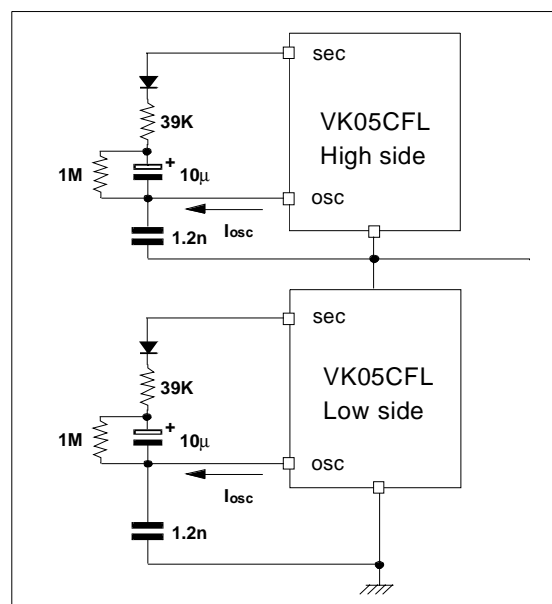 sec
39K
VK05CFL
High side
1M
+
10μ
osc
Iosc
1.2n
sec
39K
VK05CFL
Low side
1M
+
10μ
osc
Iosc
1.2n